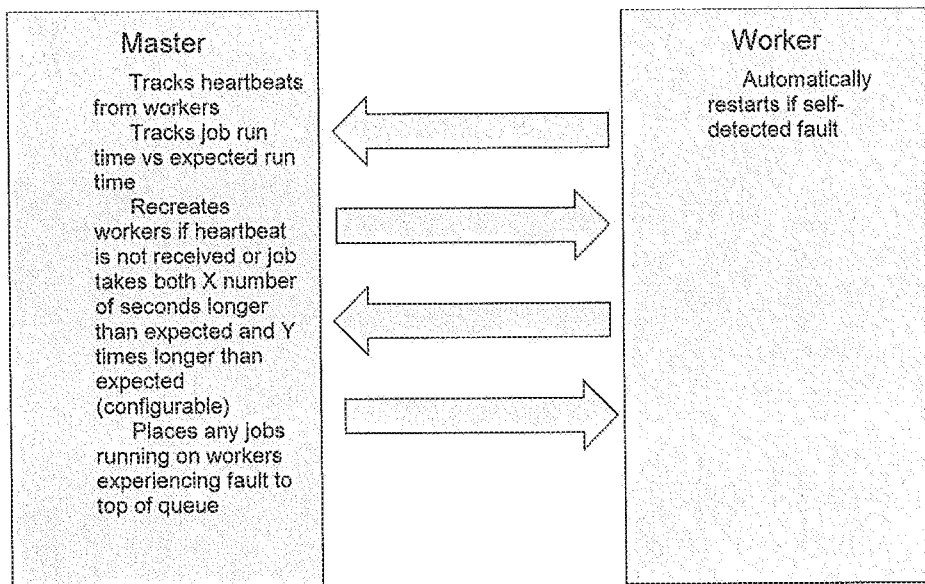 Master
Tracks heartbeats
from workers
Tracks job run
time vs expected run
time
Recreates
workers if heartbeat
is not received or job
takes both X number
of seconds longer
than expected and Y
times longer than
expected
(configurable)
Places any jobs
running on workers
experiencing fault to
top of queue
Worker
Automatically
restarts if self-
detected fault